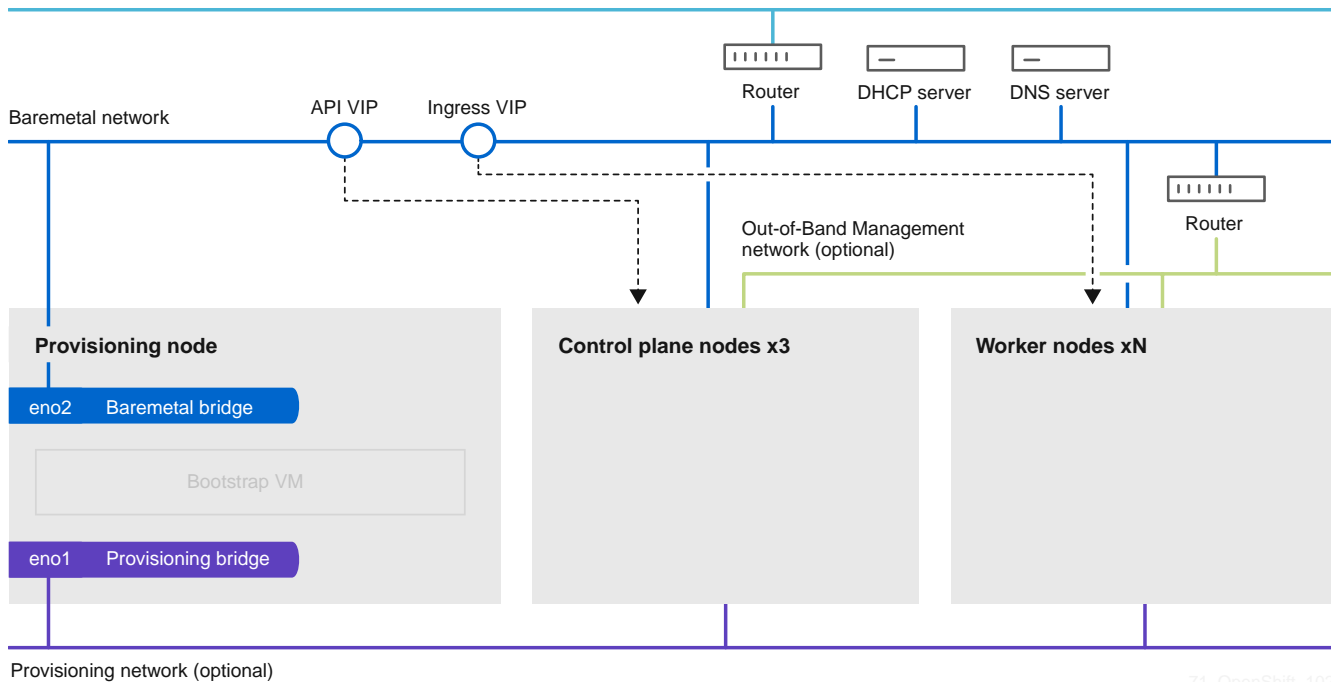 Router
DHCP server
DNS server
API VIP
Ingress VIP
Baremetal network
Router
Out-of-Band Management
network (optional)
Provisioning node
Control plane nodes x3
Worker nodes xN
eno2
Baremetal bridge
Bootstrap VM
eno1
Provisioning bridge
Provisioning network (optional)
71_OpenShift